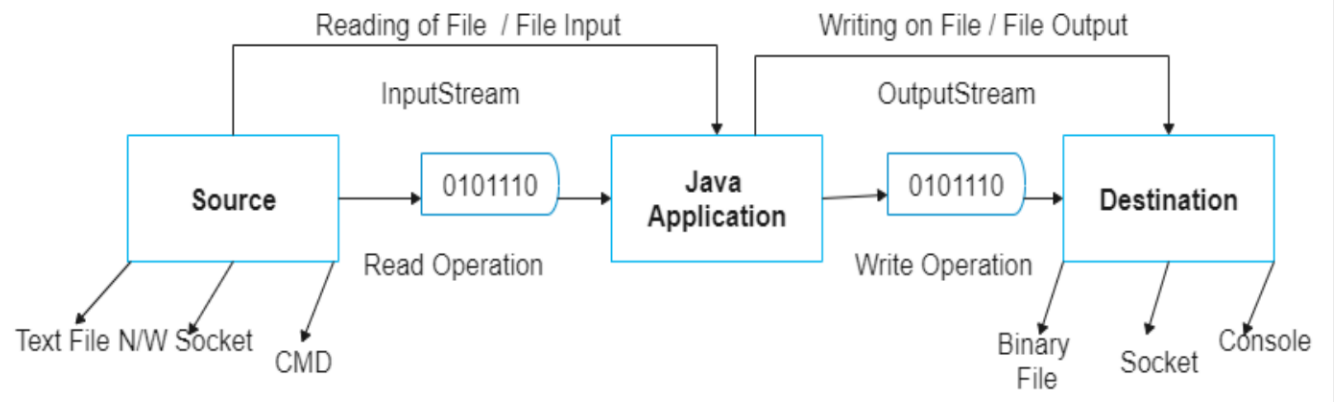 Reading of File / File Input
Writing on File / File Output
InputStream
OutputStream
Source
0101110
Java
Application
0101110
Destination
Read Operation
Write Operation
Text File N/W Socket
CMD
Binary
File
Socket
Console